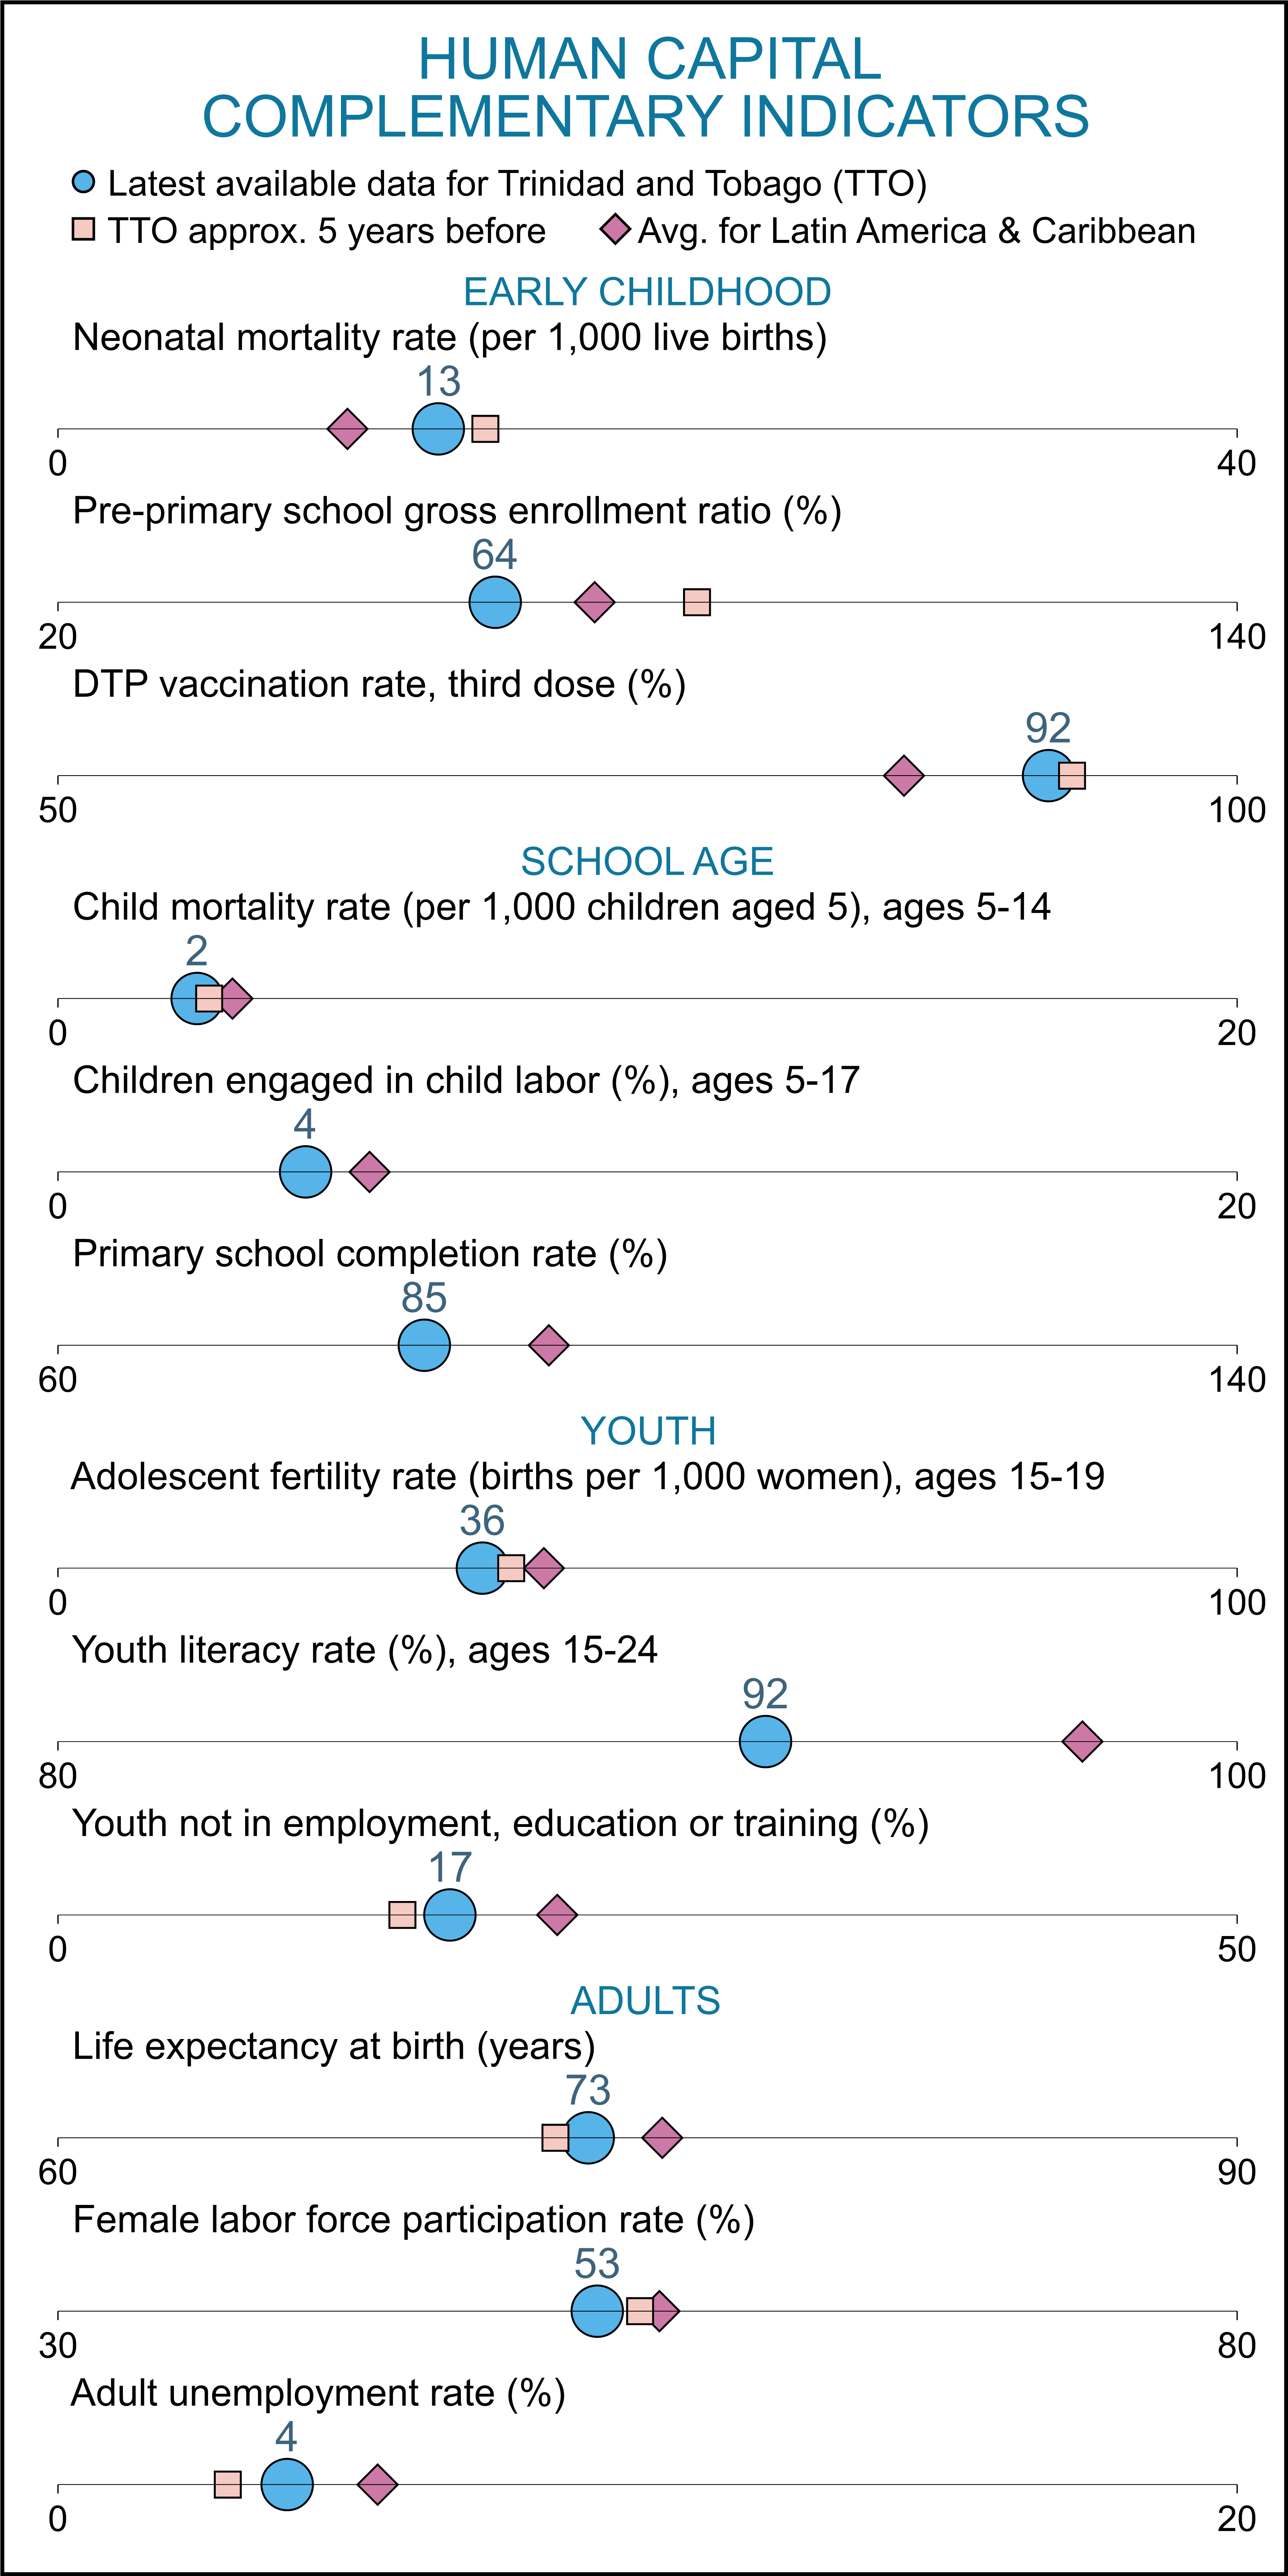 HUMAN CAPITAL
COMPLEMENTARY INDICATORS
Latest available data for Trinidad and Tobago (TTO)
TTO approx. 5 years before Avg. for Latin America & Caribbean
EARLY CHILDHOOD
Neonatal mortality rate (per 1,000 live births)
13
0 40
Pre-primary school gross enrollment ratio (%)
64
20 140
DTP vaccination rate, third dose (%)
92
50 100
SCHOOL AGE
Child mortality rate (per 1,000 children aged 5), ages 5-14
2
0 20
Children engaged in child labor (%), ages 5-17
4
0 20
Primary school completion rate (%)
85
60 140
YOUTH
Adolescent fertility rate (births per 1,000 women), ages 15-19
36
0 100
Youth literacy rate (%), ages 15-24
92
80 100
Youth not in employment, education or training (%)
17
0 50
ADULTS
Life expectancy at birth (years)
73
60 90
Female labor force participation rate (%)
53
30 80
Adult unemployment rate (%)
4
0 20